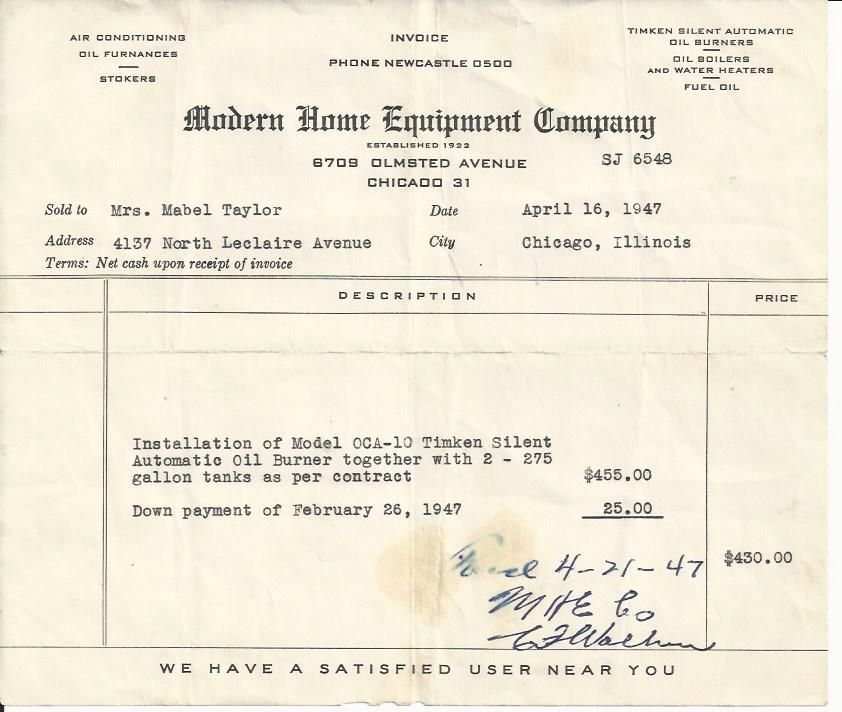 AIR CONDITIONING
OIL FURNANCES
STOKERS
INVOICE
PHONE NEWCASTLE 0500
TIMKEN SILENT AUTOMATIC
OIL BURNERS
OIL BOILERS
AND WATER HEATERS
FUEL OIL
Modern Home Equipment Company
ESTABLISHED 1922
6709 OLMSTED AVENUE
SJ 6548
CHICAGO 31
Sold to Mrs. Mabel Taylor Date April 16, 1947
Address 4137 North Leclaire Avenue City Chicago, Illinois
Terms: Net cash upon receipt of invoice
DESCRIPTION PRICE
Installation of Model OCA-10 Timken Silent
Automatic Oil Burner together with 2 - 275
gallon tanks as per contract $455.00
Down payment of February 26, 1947 25.00
$430.00
4-21-47
MHE Co
WE HAVE A SATISFIED USER NEAR YOU